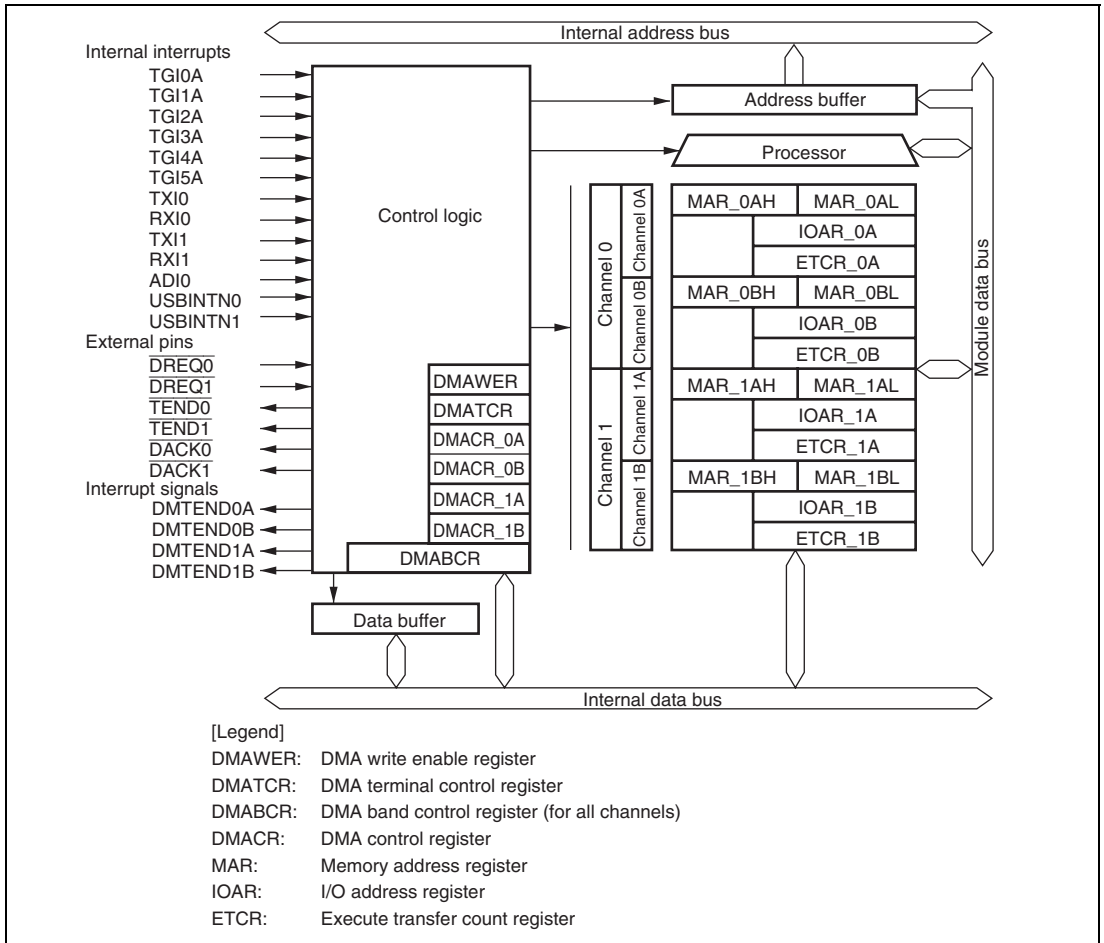 Internal address bus
Internal interrupts
TGI0A
TGI1A
TGI2A
TGI3A
TGI4A
TGI5A
TXI0
RXI0
TXI1
RXI1
ADI0
USBINTN0
USBINTN1
External pins
DREQ0
DREQ1
TEND0
TEND1
DACK0
DACK1
Interrupt signals
DMTEND0A
DMTEND0B
DMTEND1A
DMTEND1B
Control logic
DMAWER
DMATCR
DMACR_0A
DMACR_0B
DMACR_1A
DMACR_1B
DMABCR
Data buffer
Address buffer
Processor
Channel 0
Channel 0A
Channel 0B
Channel 1
Channel 1A
Channel 1B
MAR_0AH MAR_0AL
IOAR_0A
ETCR_0A
MAR_0BH MAR_0BL
IOAR_0B
ETCR_0B
MAR_1AH MAR_1AL
IOAR_1A
ETCR_1A
MAR_1BH MAR_1BL
IOAR_1B
ETCR_1B
Module data bus
Internal data bus
[Legend]
DMAWER: DMA write enable register
DMATCR: DMA terminal control register
DMABCR: DMA band control register (for all channels)
DMACR: DMA control register
MAR: Memory address register
IOAR: I/O address register
ETCR: Execute transfer count register